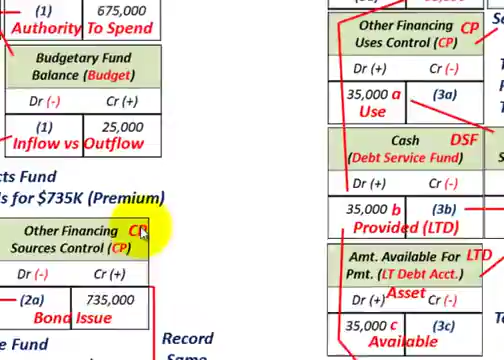 (1) 675,000
Authority To Spend
Budgetary Fund
Balance (Budget)
Dr (-) Cr (+)
(1) 25,000
Inflow vs Outflow
cts Fund
ls for $735K (Premium)
Other Financing CP
Sources Control (CP)
Dr (-) Cr (+)
(2a) 735,000
Bond Issue
Record
Same
e Fund
Other Financing CP
Uses Control (CP)
Dr (+) Cr (-)
35,000 a (3a)
Use
Cash DSF
(Debt Service Fund)
Dr (+) Cr (-)
35,000 b (3b)
Provided (LTD)
Amt. Available For LTD
Pmt. (LT Debt Acct.)
Dr (+) Asset Cr (-)
35,000 c (3c)
Available